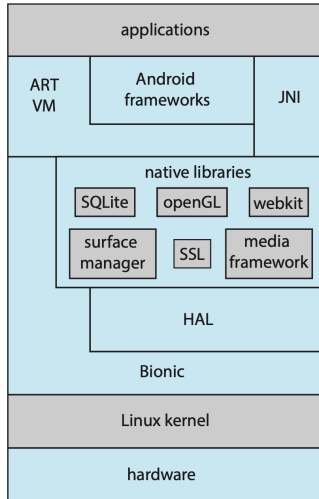 applications
ART
VM
Android
frameworks
JNI
native libraries
SQLite
openGL
webkit
surface
manager
SSL
media
framework
HAL
Bionic
Linux kernel
hardware